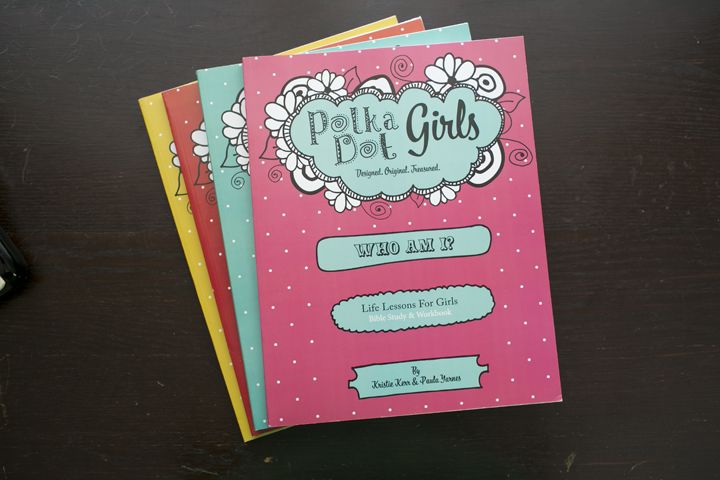 Polka
Dot Girls
Designed. Original. Treasured.
WHO AM I?
Life Lessons For Girls
Bible Study & Workbook
By
Kristie Kerr & Paula Yarnes